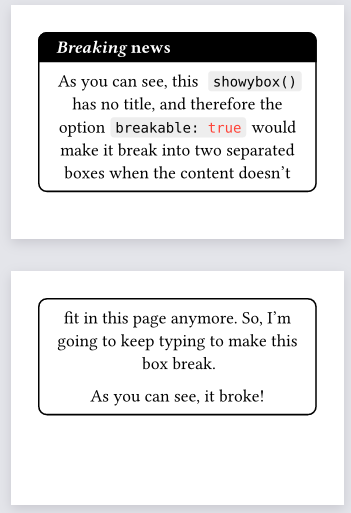 Breaking news
As you can see, this showybox()
has no title, and therefore the
option breakable: true would
make it break into two separated
boxes when the content doesn’t
fit in this page anymore. So, I’m
going to keep typing to make this
box break.
As you can see, it broke!